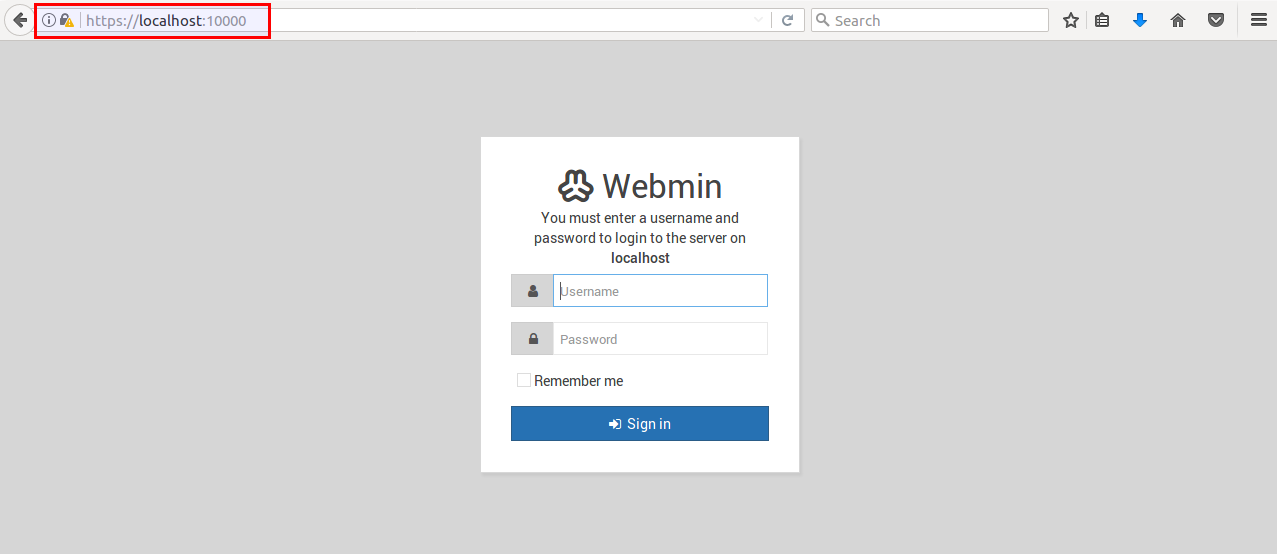 https://localhost:10000
Search
Webmin
You must enter a username and
password to login to the server on
localhost
Username
Password
Remember me
Sign in